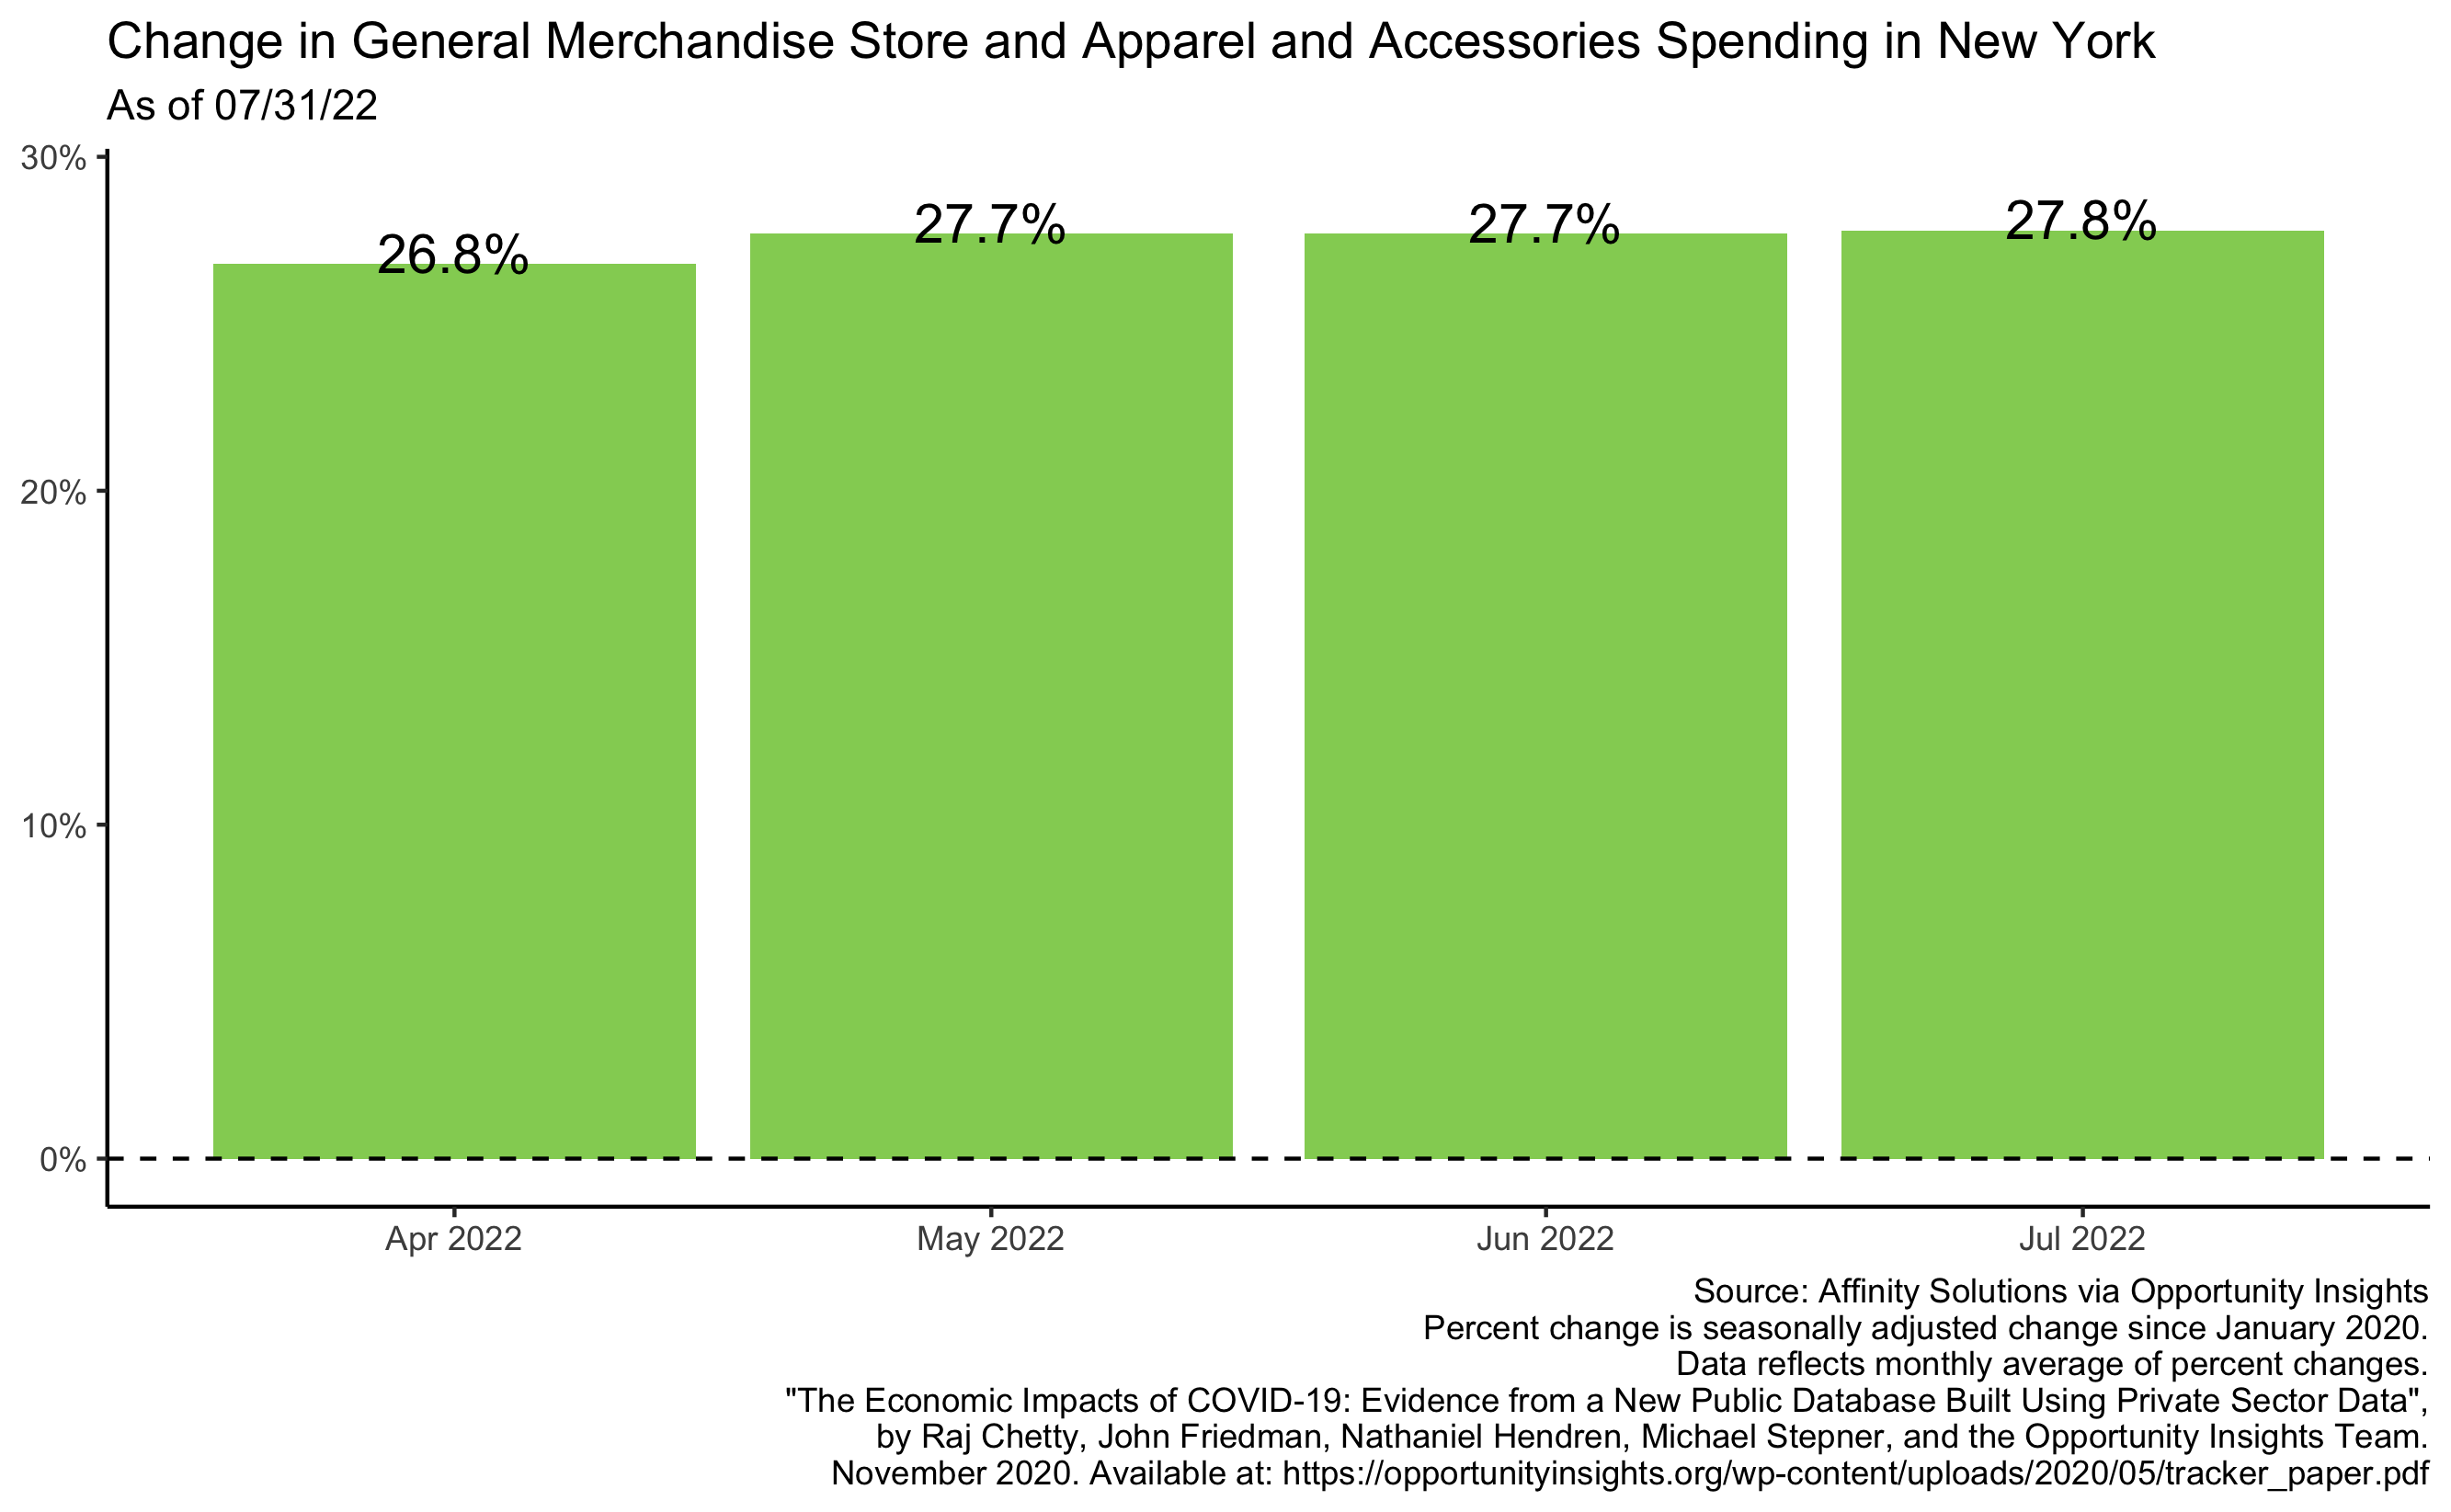 Change in General Merchandise Store and Apparel and Accessories Spending in New York
As of 07/31/22
30%
20%
10%
0%
26.8%
27.7%
27.7%
27.8%
Apr 2022
May 2022
Jun 2022
Jul 2022
Source: Affinity Solutions via Opportunity Insights
Percent change is seasonally adjusted change since January 2020.
Data reflects monthly average of percent changes.
"The Economic Impacts of COVID-19: Evidence from a New Public Database Built Using Private Sector Data",
by Raj Chetty, John Friedman, Nathaniel Hendren, Michael Stepner, and the Opportunity Insights Team.
November 2020. Available at: https://opportunityinsights.org/wp-content/uploads/2020/05/tracker_paper.pdf